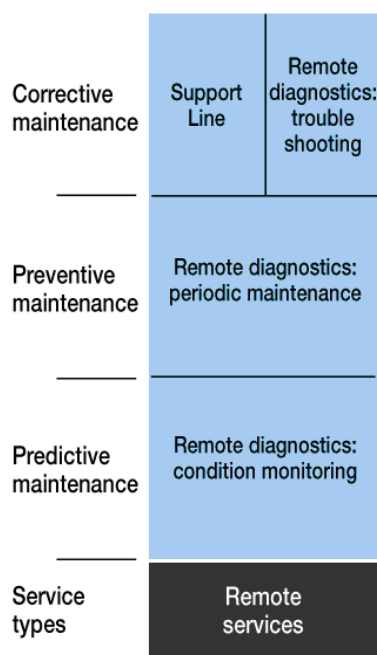 Corrective
maintenance
Support
Line
Remote
diagnostics:
trouble
shooting
Preventive
maintenance
Remote diagnostics:
periodic maintenance
Predictive
maintenance
Remote diagnostics:
condition monitoring
Service
types
Remote
services